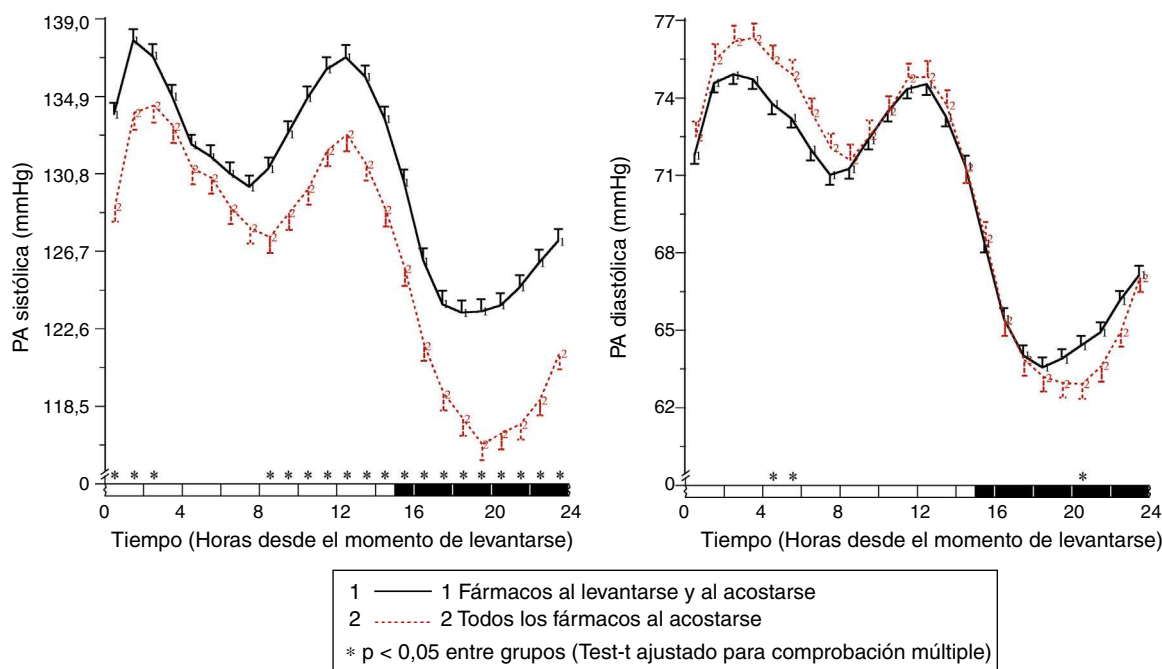 PA sistólica (mmHg)
139,0
134,9
130,8
126,7
122,6
118,5
0
* * * * * * * * * * * * * * * * * * *
0 4 8 12 16 20 24
Tiempo (Horas desde el momento de levantarse)
PA diastólica (mmHg)
77
74
71
68
65
62
0
* * *
0 4 8 12 16 20 24
Tiempo (Horas desde el momento de levantarse)
1 1 Fármacos al levantarse y al acostarse
2 2 Todos los fármacos al acostarse
* p < 0,05 entre grupos (Test-t ajustado para comprobación múltiple)